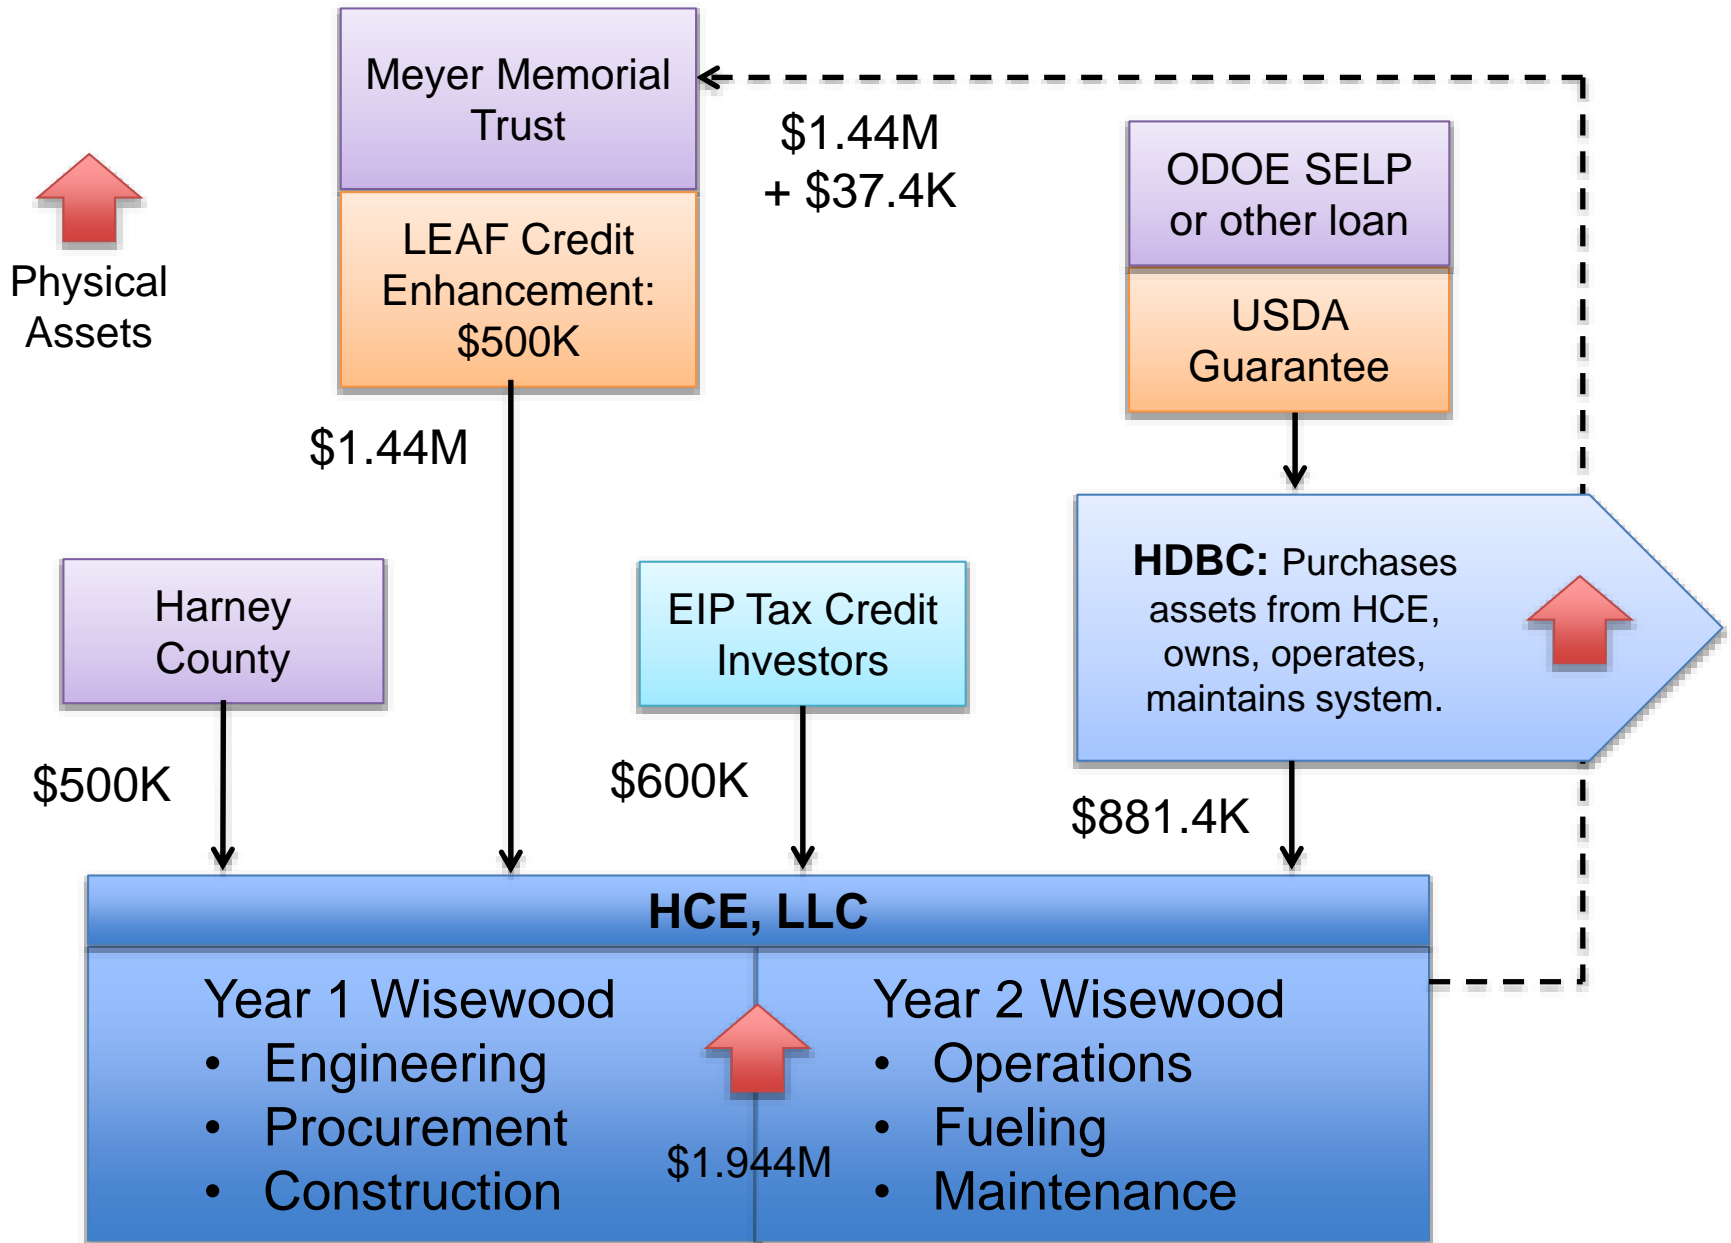 Meyer Memorial
Trust
LEAF Credit
Enhancement:
$500K
$1.44M
+ $37.4K
ODOE SELP
or other loan
USDA
Guarantee
Physical
Assets
$1.44M
Harney
County
EIP Tax Credit
Investors
HDBC: Purchases
assets from HCE,
owns, operates,
maintains system.
$500K
$600K
$881.4K
HCE, LLC
Year 1 Wisewood
• Engineering
• Procurement
• Construction
$1.944M
Year 2 Wisewood
• Operations
• Fueling
• Maintenance